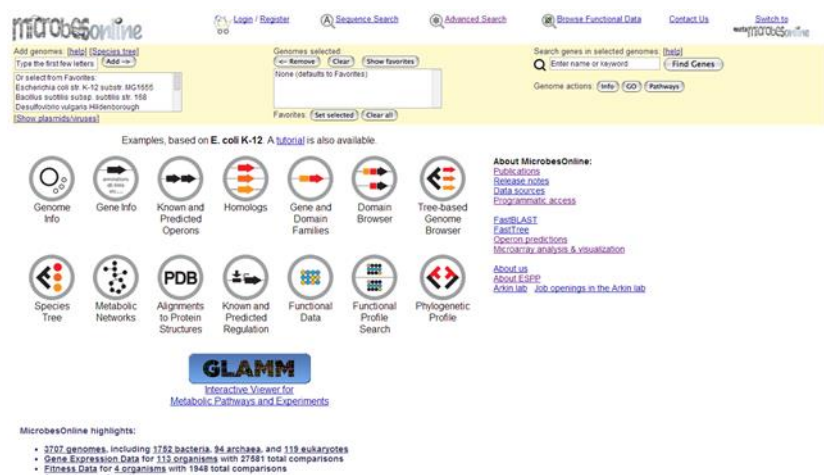 microbesonline
Login / Register
Sequence Search
Advanced Search
Browse Functional Data
Contact Us
Switch to
metamicrobesonline
Add genomes: [help] [Species tree]
Type the first few letters Add ->
Or select from Favorites:
Escherichia coli str. K-12 substr. MG1655
Bacillus subtilis subsp. subtilis str. 168
Desulfovibrio vulgaris Hildenborough
[Show plasmids/viruses]
Genomes selected
<- Remove Clear Show favorites
None (defaults to Favorites)
Favorites: Set selected Clear all
Search genes in selected genomes: [help]
Enter name or keyword Find Genes
Genome actions: Info GO Pathways
Examples, based on E. coli K-12. A tutorial is also available.
Genome
Info
Gene Info
Known and
Predicted
Operons
Homologs
Gene and
Domain
Families
Domain
Browser
Tree-based
Genome
Browser
Species
Tree
Metabolic
Networks
PDB
Alignments
to Protein
Structures
Known and
Predicted
Regulation
Functional
Data
Functional
Profile
Search
Phylogenetic
Profile
About MicrobesOnline:
Publications
Release notes
Data sources
Programmatic access
FastBLAST
FastTree
Operon predictions
Microarray analysis & visualization
About us
About ESPP
Arkin lab Job openings in the Arkin lab
GLAMM
Interactive Viewer for
Metabolic Pathways and Experiments
MicrobesOnline highlights:
3707 genomes, including 1752 bacteria, 94 archaea, and 119 eukaryotes
Gene Expression Data for 113 organisms with 27581 total comparisons
Fitness Data for 4 organisms with 1948 total comparisons